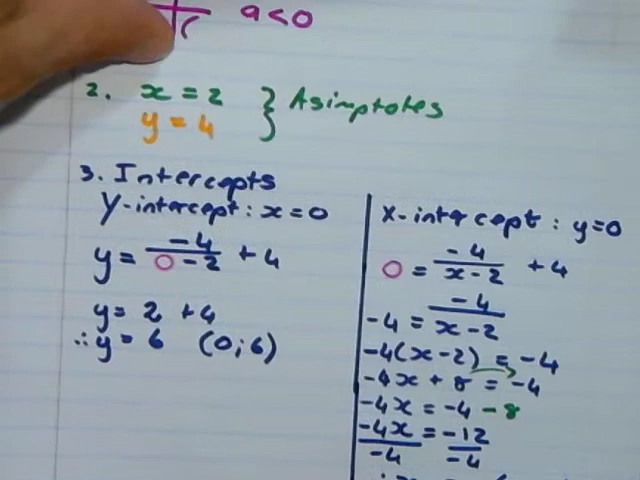 a<0
2. x = 2
y = 4 } Asimptotes
3. Intercepts
Y-intercept: x=0
y = -4/(0-2) + 4
y = 2 + 4
∴ y = 6 (0;6)
x-intercept: y=0
0 = -4/(x-2) + 4
-4 = -4/(x-2)
-4(x-2) = -4
-4x + 8 = -4
-4x = -4 - 8
-4x/-4 = -12/-4